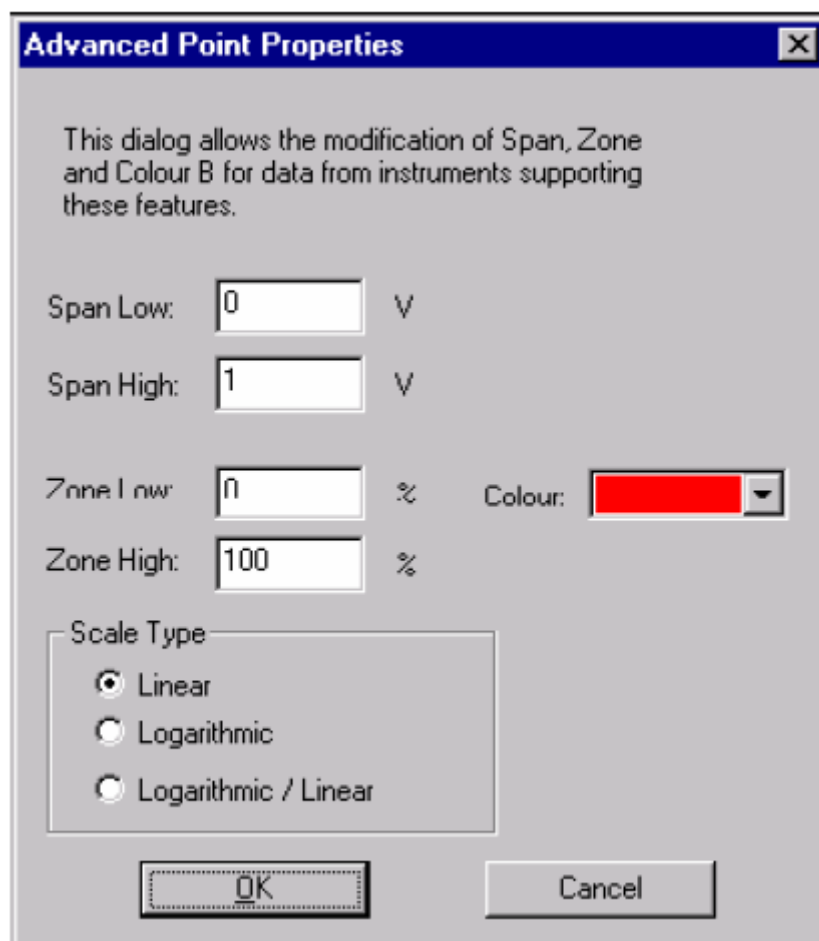 Advanced Point Properties
This dialog allows the modification of Span, Zone
and Colour B for data from instruments supporting
these features.
Span Low: 0 V
Span High: 1 V
Zone Low: 0 % Colour:
Zone High: 100 %
Scale Type
Linear
Logarithmic
Logarithmic / Linear
OK Cancel